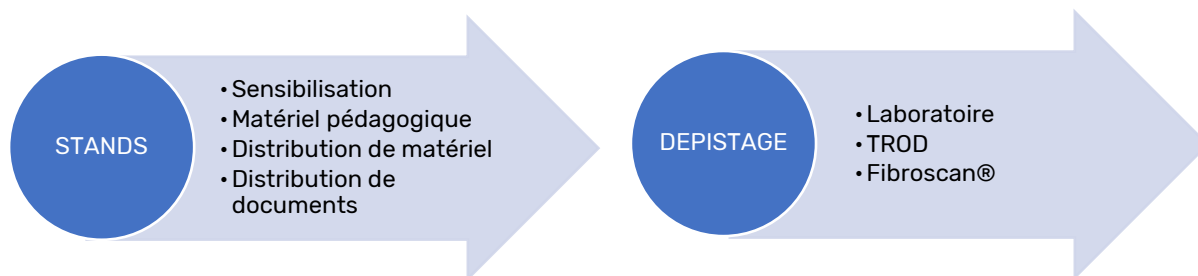 STANDS
• Sensibilisation
• Matériel pédagogique
• Distribution de matériel
• Distribution de
documents
DEPISTAGE
• Laboratoire
• TROD
• Fibroscan®